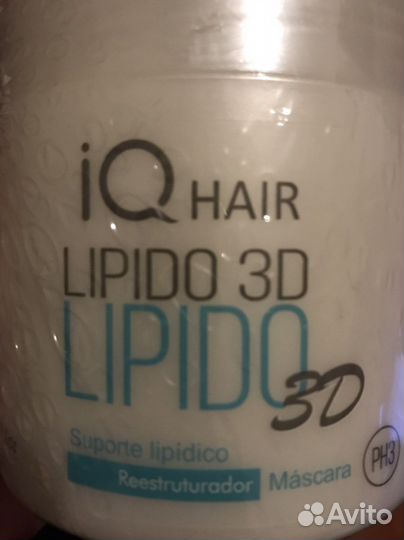 iQ HAIR
LIPIDO 3D
LIPIDO
3D
Suporte lipídico
Reestruturador Máscara
PH3
Avito